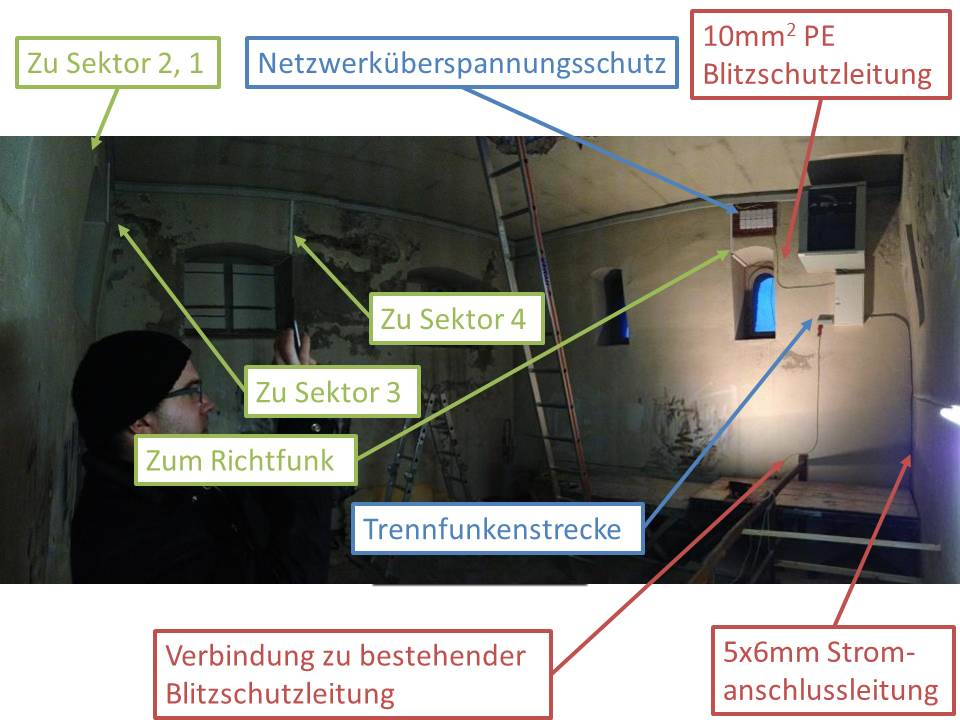 Zu Sektor 2, 1
Netzwerküberspannungsschutz
10mm² PE
Blitzschutzleitung
Zu Sektor 4
Zu Sektor 3
Zum Richtfunk
Trennfunkenstrecke
Verbindung zu bestehender
Blitzschutzleitung
5x6mm Strom-
anschlussleitung